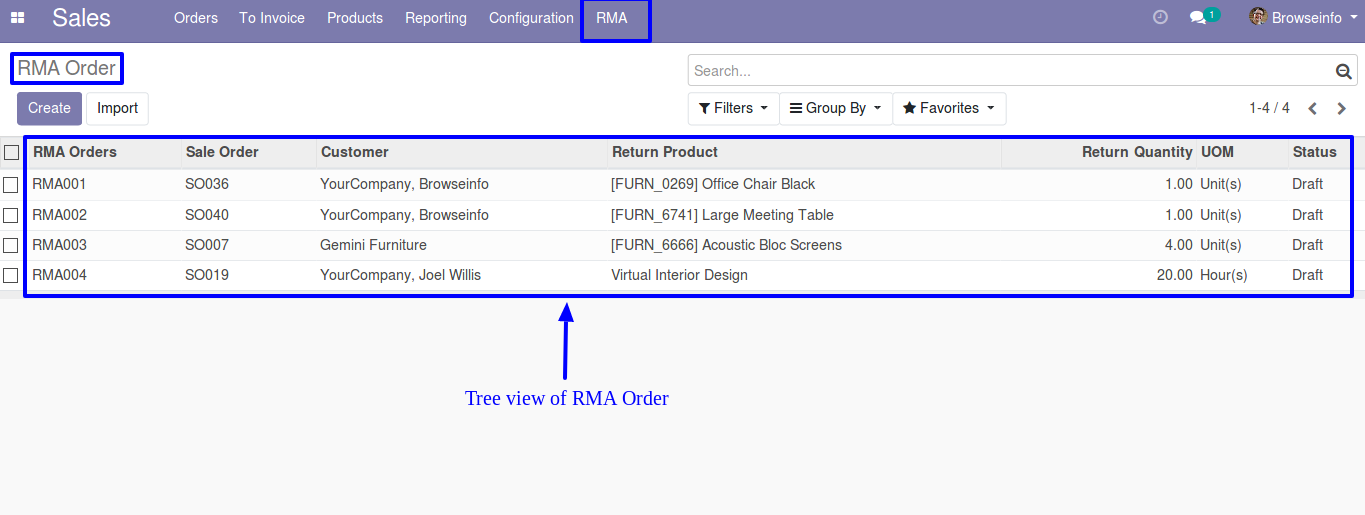 Sales Orders To Invoice Products Reporting Configuration RMA 1 Browseinfo
RMA Order
Search...
Create Import Filters Group By Favorites 1-4 / 4
RMA Orders Sale Order Customer Return Product Return Quantity UOM Status
RMA001 SO036 YourCompany, Browseinfo [FURN_0269] Office Chair Black 1.00 Unit(s) Draft
RMA002 SO040 YourCompany, Browseinfo [FURN_6741] Large Meeting Table 1.00 Unit(s) Draft
RMA003 SO007 Gemini Furniture [FURN_6666] Acoustic Bloc Screens 4.00 Unit(s) Draft
RMA004 SO019 YourCompany, Joel Willis Virtual Interior Design 20.00 Hour(s) Draft
Tree view of RMA Order